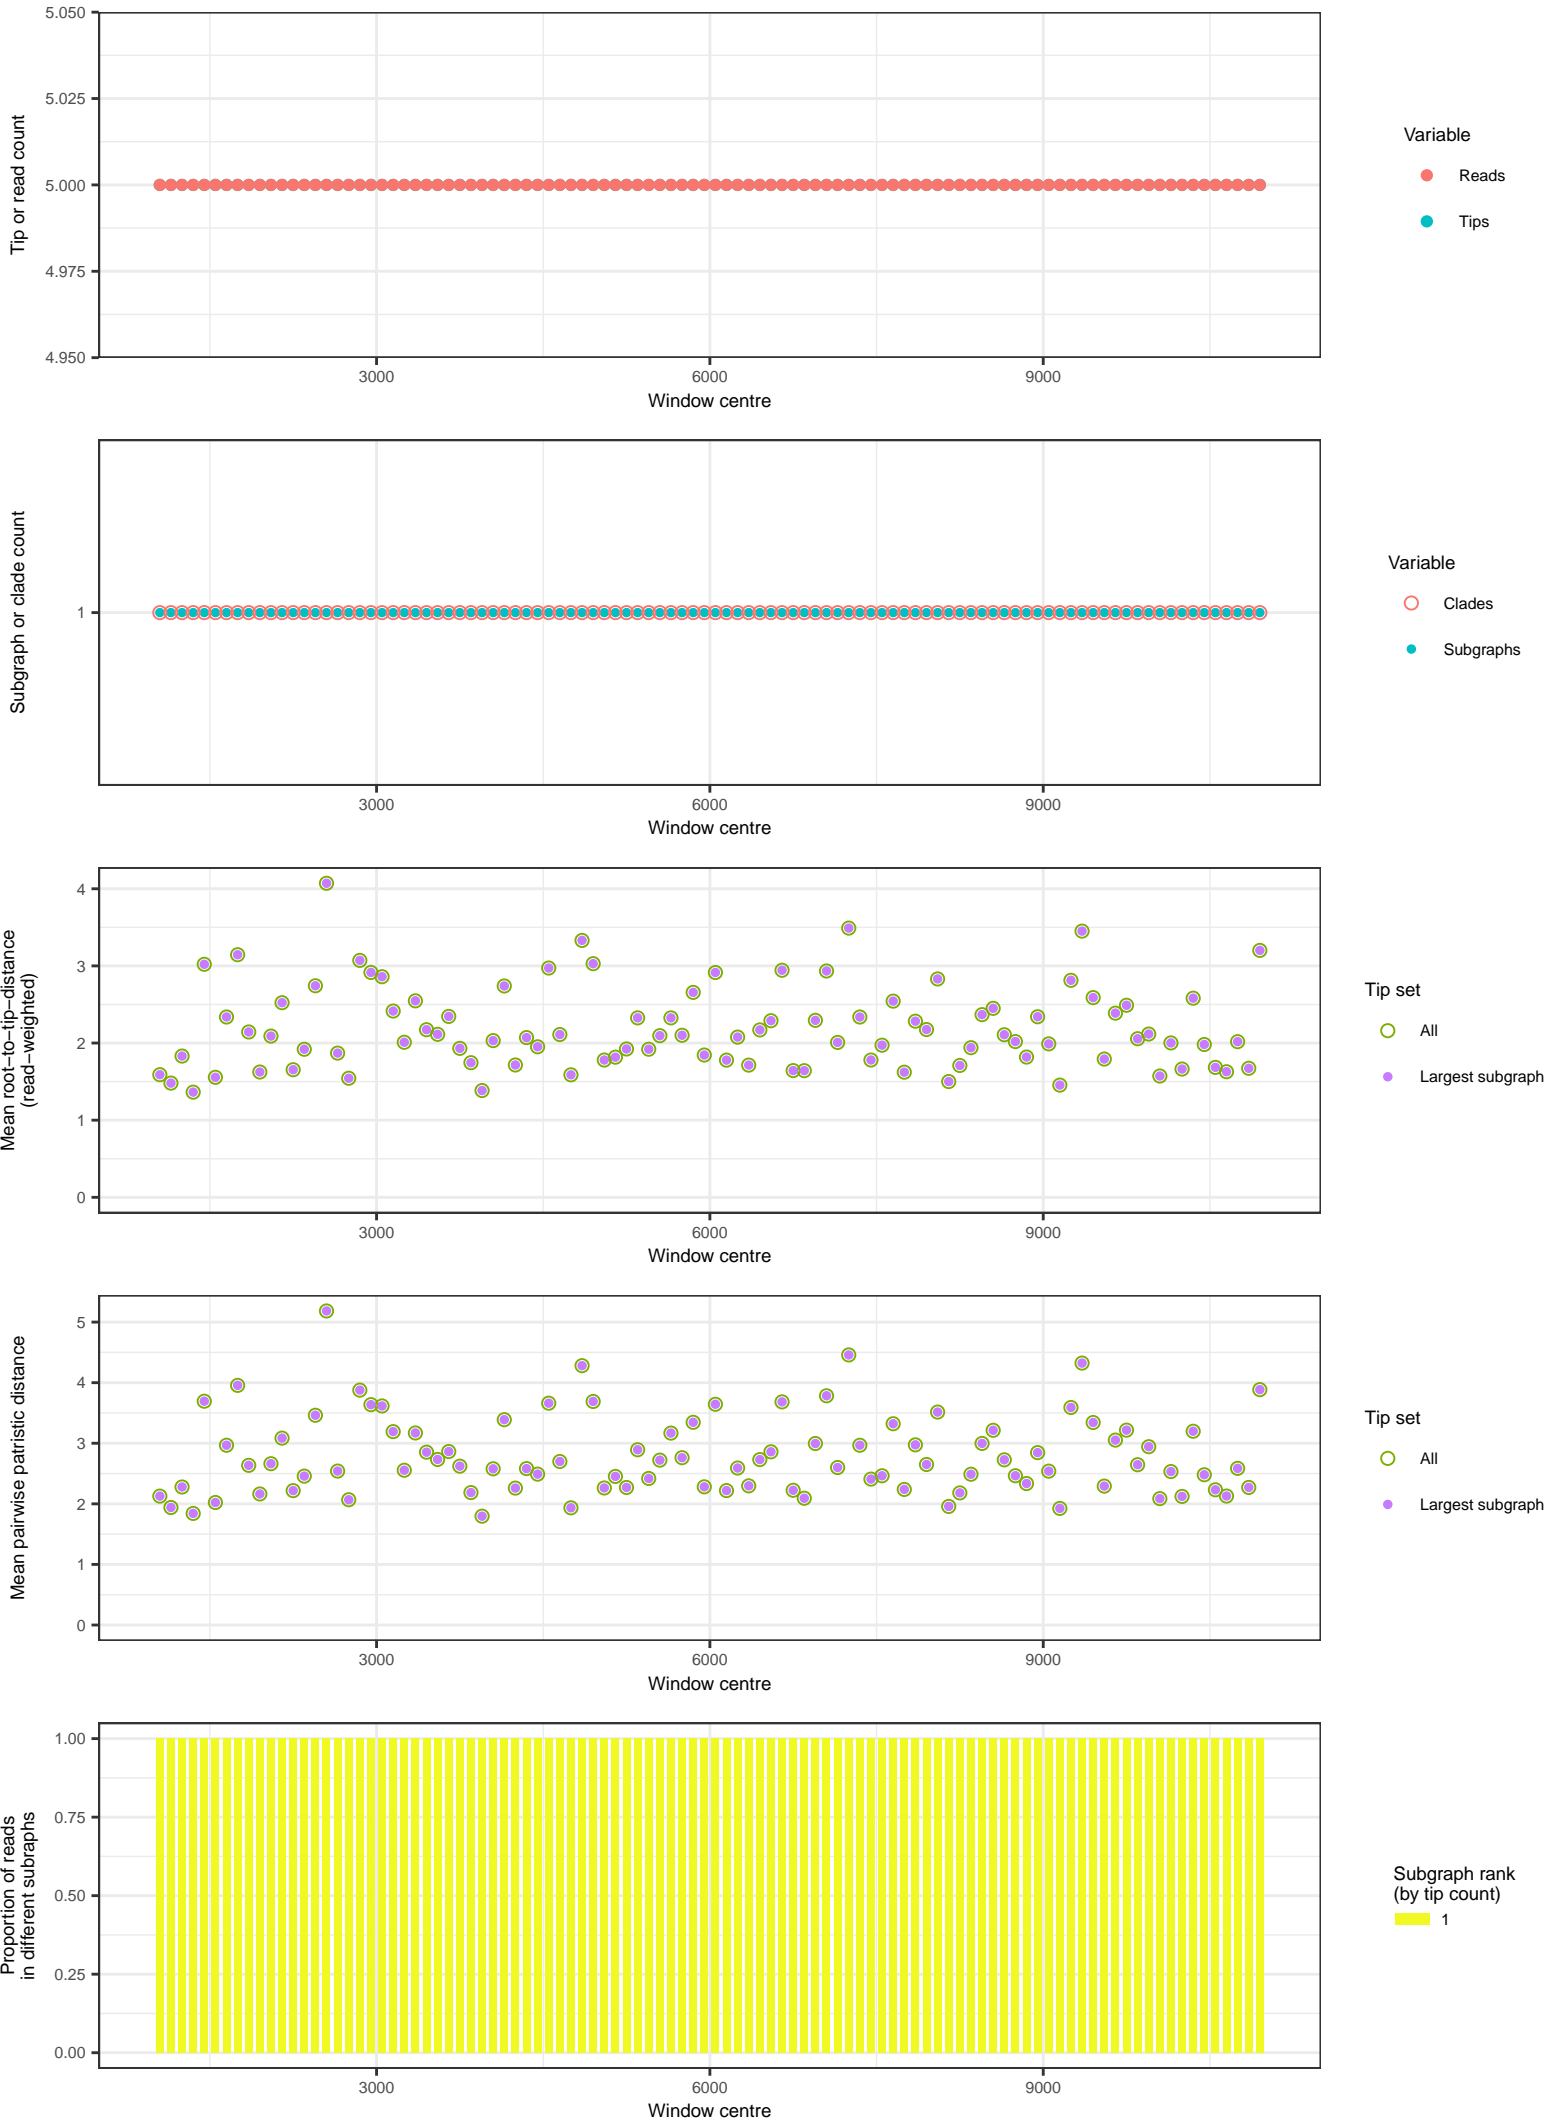 5.050
5.025
5.000
4.975
4.950
Tip or read count
3000
6000
9000
Window centre
Variable
Reads
Tips
1
Subgraph or clade count
3000
6000
9000
Window centre
Variable
Clades
Subgraphs
4
3
2
1
0
Mean root−to−tip−distance
(read−weighted)
3000
6000
9000
Window centre
Tip set
All
Largest subgraph
5
4
3
2
1
0
Mean pairwise patristic distance
3000
6000
9000
Window centre
Tip set
All
Largest subgraph
1.00
0.75
0.50
0.25
0.00
Proportion of reads
in different subraphs
3000
6000
9000
Window centre
Subgraph rank
(by tip count)
1